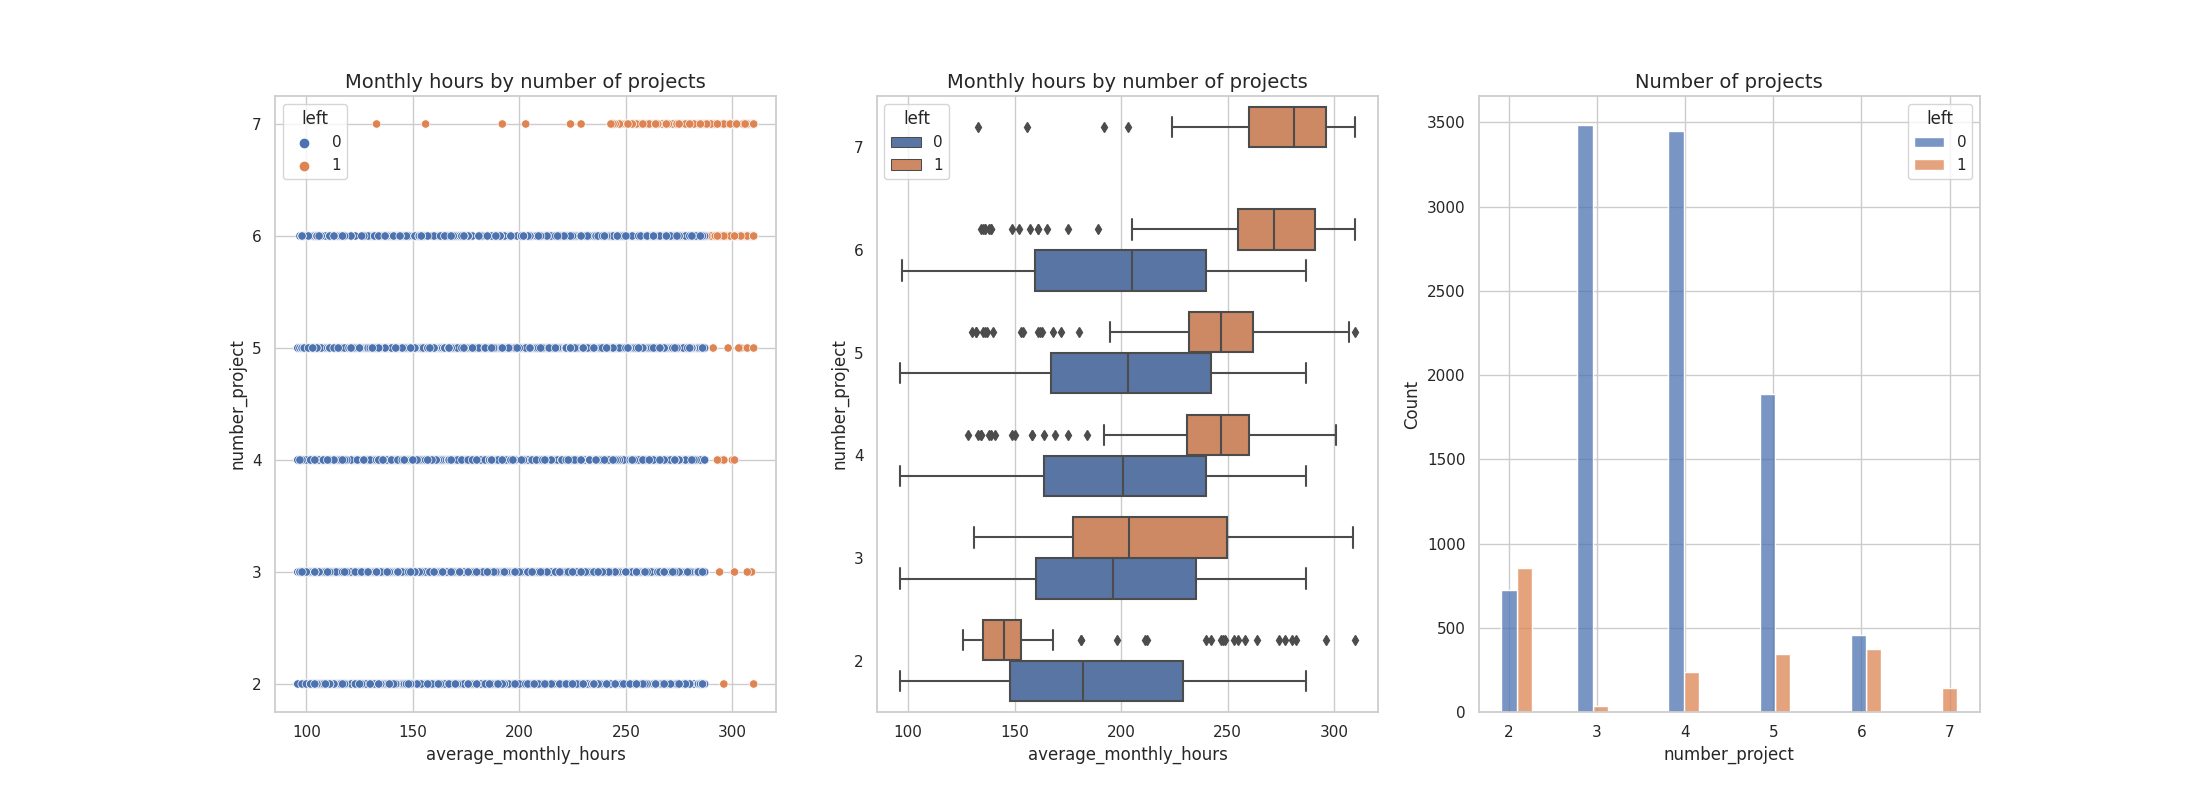 Monthly hours by number of projects
left
0
1
7
6
5
4
3
2
number_project
100 150 200 250 300
average_monthly_hours
Monthly hours by number of projects
left
0
1
7
6
5
4
3
2
number_project
100 150 200 250 300
average_monthly_hours
Number of projects
left
0
1
3500
3000
2500
2000
1500
1000
500
0
Count
2 3 4 5 6 7
number_project